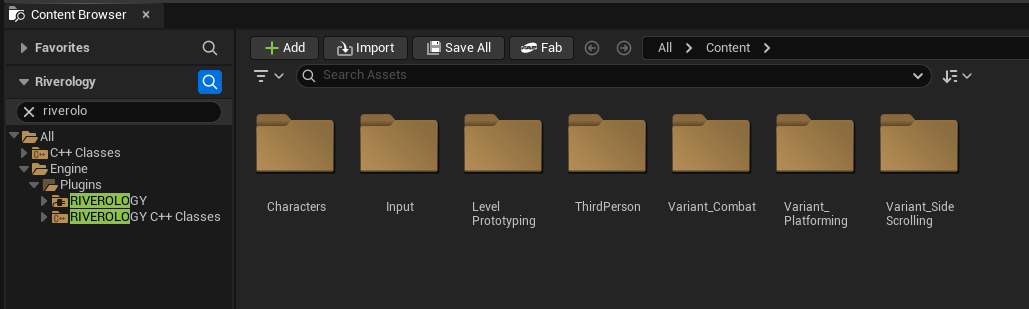 Content Browser
Favorites
Riverology
riverolo
All
C++ Classes
Engine
Plugins
RIVEROLOGY
RIVEROLOGY C++ Classes
Add
Import
Save All
Fab
All
Content
Search Assets
Characters
Input
Level
Prototyping
ThirdPerson
Variant_Combat
Variant_
Platforming
Variant_Side
Scrolling